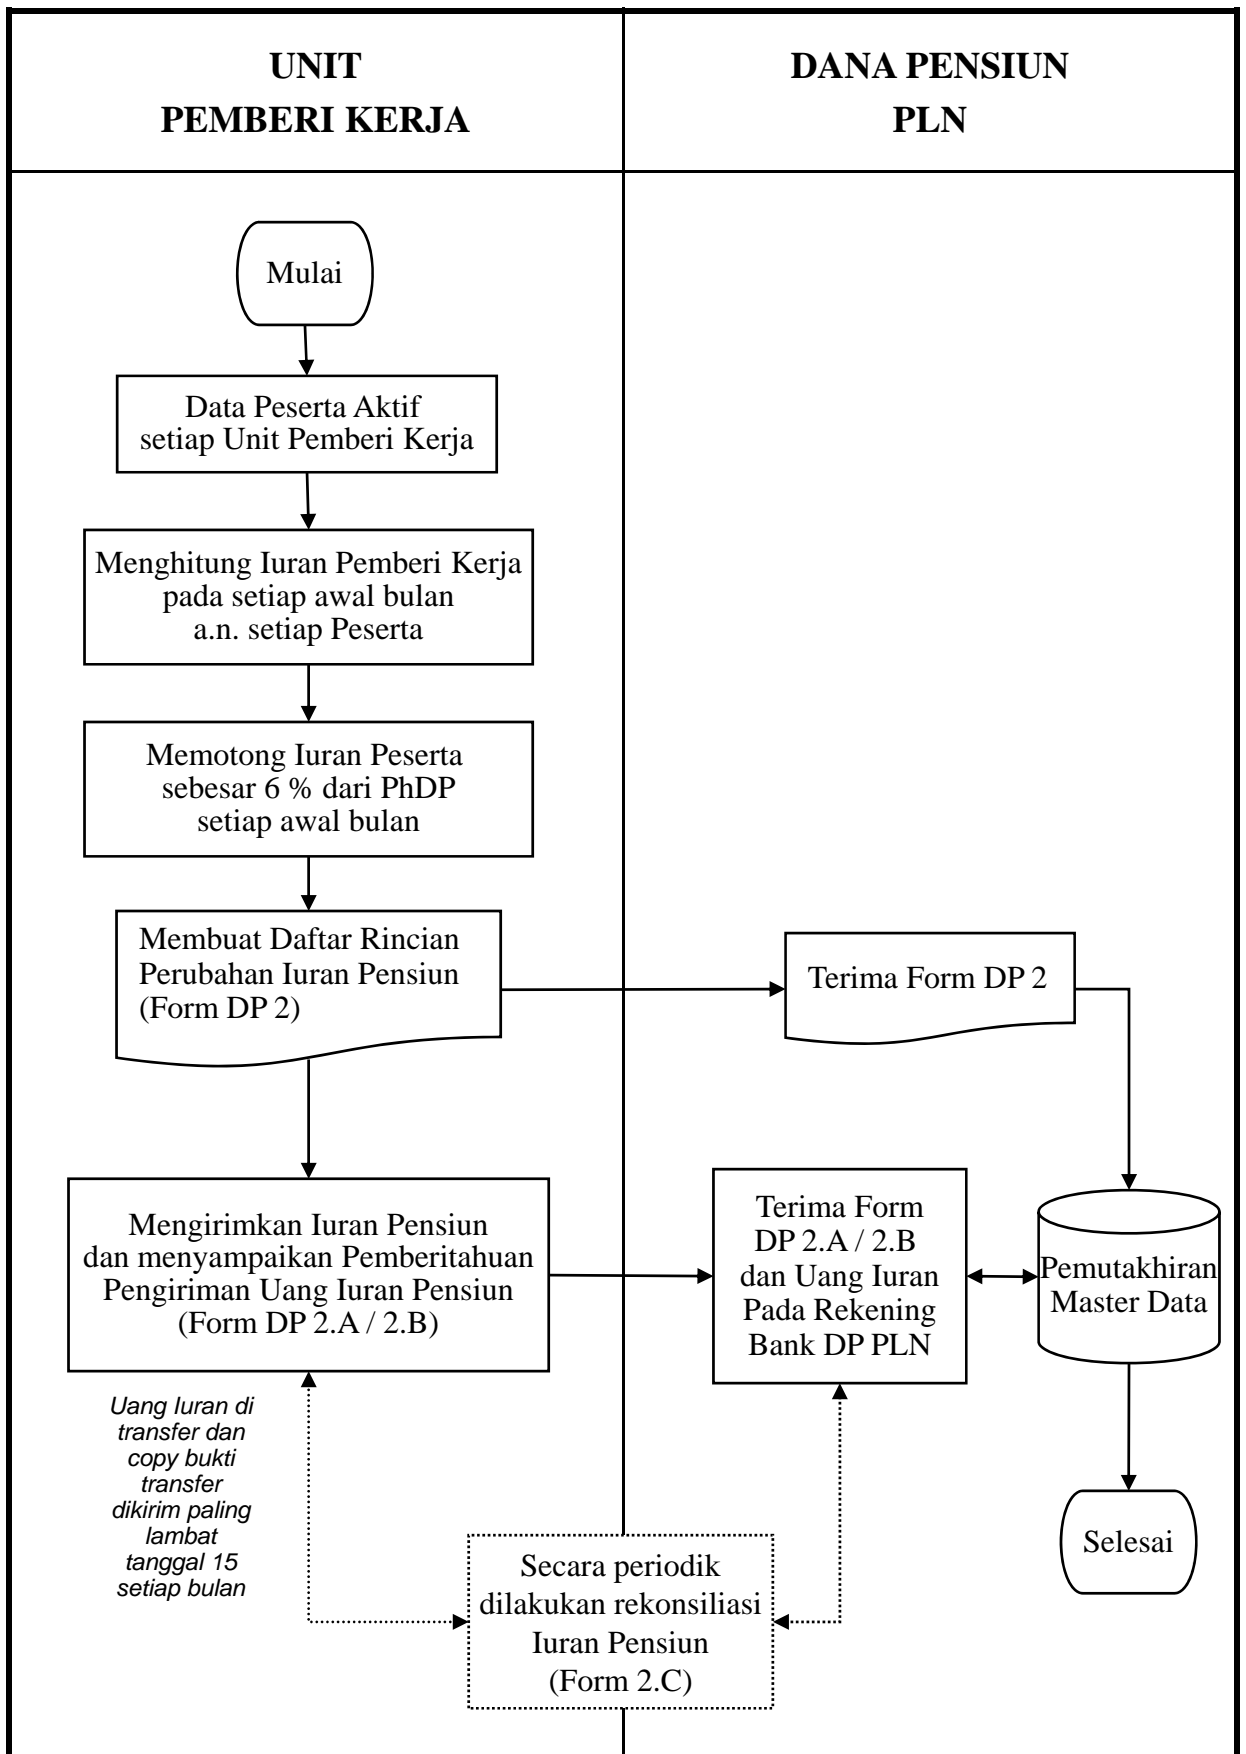 UNIT
PEMBERI KERJA
DANA PENSIUN
PLN
Mulai
Data Peserta Aktif
setiap Unit Pemberi Kerja
Menghitung Iuran Pemberi Kerja
pada setiap awal bulan
a.n. setiap Peserta
Memotong Iuran Peserta
sebesar 6 % dari PhDP
setiap awal bulan
Membuat Daftar Rincian
Perubahan Iuran Pensiun
(Form DP 2)
Terima Form DP 2
Mengirimkan Iuran Pensiun
dan menyampaikan Pemberitahuan
Pengiriman Uang Iuran Pensiun
(Form DP 2.A / 2.B)
Terima Form
DP 2.A / 2.B
dan Uang Iuran
Pada Rekening
Bank DP PLN
Pemutakhiran
Master Data
Uang Iuran di
transfer dan
copy bukti
transfer
dikirim paling
lambat
tanggal 15
setiap bulan
Secara periodik
dilakukan rekonsiliasi
Iuran Pensiun
(Form 2.C)
Selesai